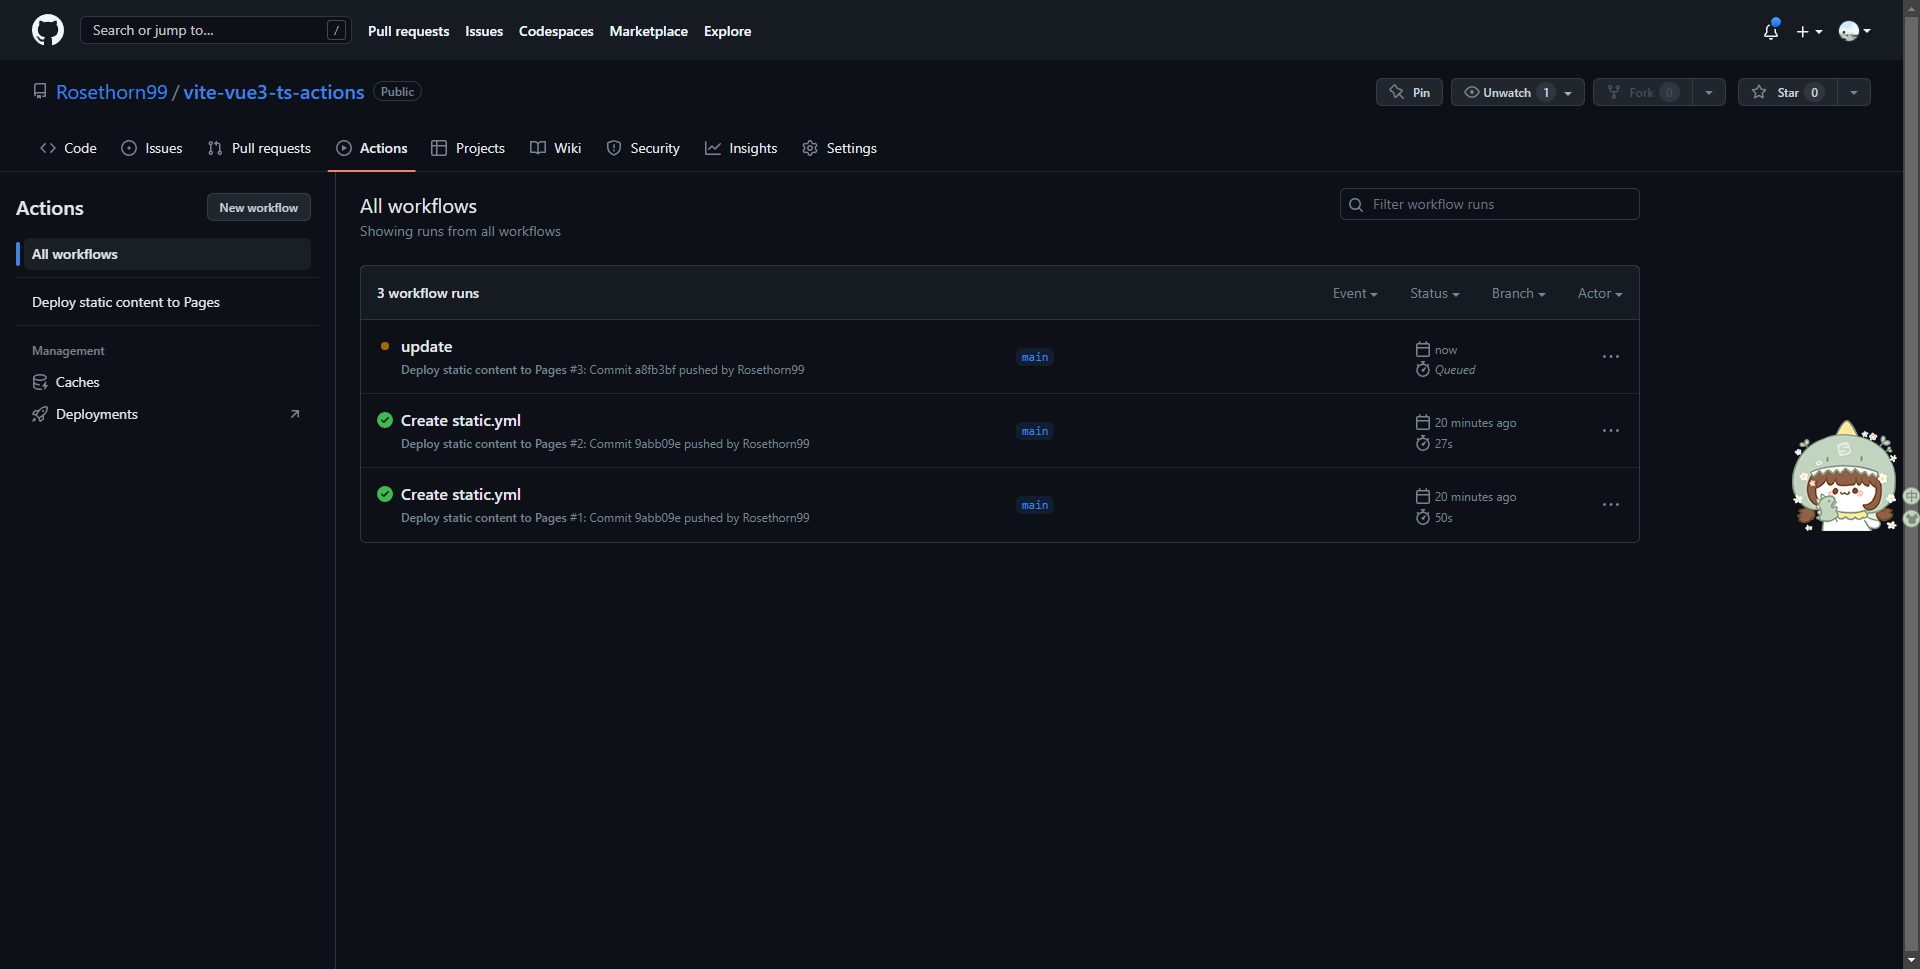 Search or jump to... /
Pull requests Issues Codespaces Marketplace Explore
Rosethorn99 / vite-vue3-ts-actions Public
Pin Unwatch 1 Fork 0 Star 0
Code Issues Pull requests Actions Projects Wiki Security Insights Settings
Actions
New workflow
All workflows
Deploy static content to Pages
Management
Caches
Deployments
All workflows
Showing runs from all workflows
Filter workflow runs
3 workflow runs
Event Status Branch Actor
update
Deploy static content to Pages #3: Commit a8fb3bf pushed by Rosethorn99
main
now
Queued
Create static.yml
Deploy static content to Pages #2: Commit 9abb09e pushed by Rosethorn99
main
20 minutes ago
27s
Create static.yml
Deploy static content to Pages #1: Commit 9abb09e pushed by Rosethorn99
main
20 minutes ago
50s
S
中